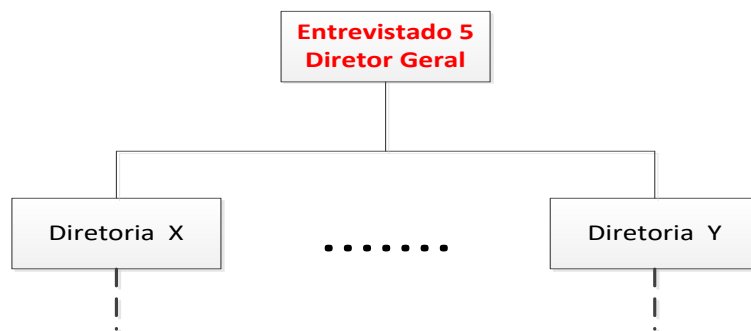 Entrevistado 5
Diretor Geral
Diretoria X
.......
Diretoria Y